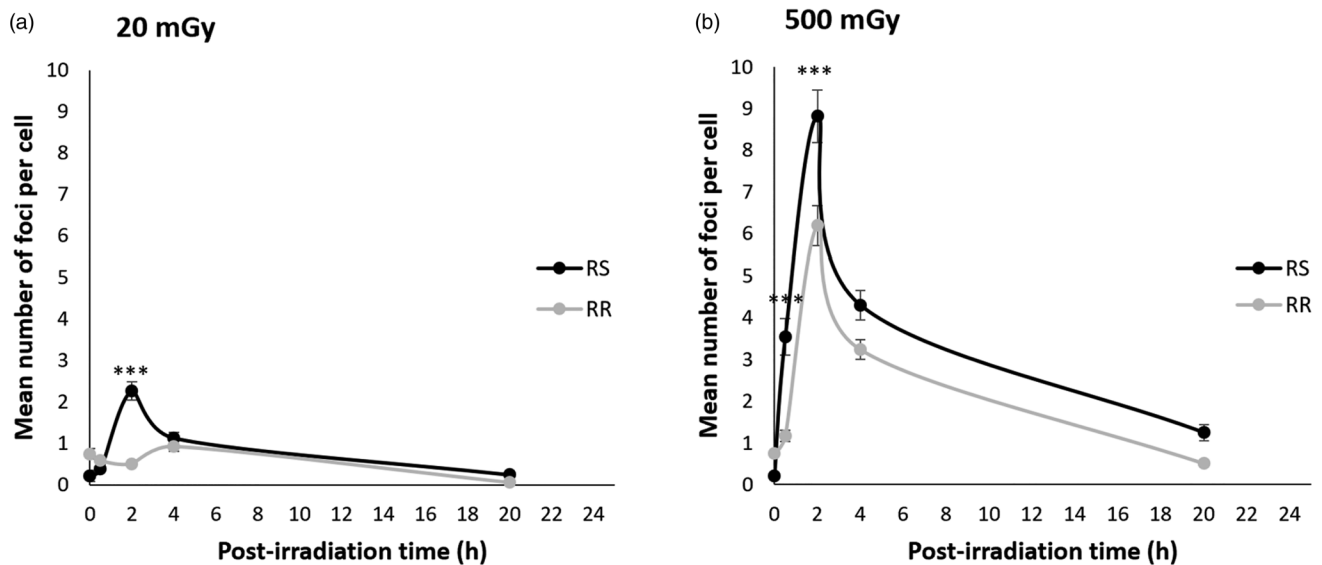 (a)
20 mGy
Mean number of foci per cell
10
9
8
7
6
5
4
3
2
1
0
***
RS
RR
0 2 4 6 8 10 12 14 16 18 20 22 24
Post-irradiation time (h)
(b)
500 mGy
Mean number of foci per cell
10
9
8
7
6
5
4
3
2
1
0
***
***
RS
RR
0 2 4 6 8 10 12 14 16 18 20 22 24
Post-irradiation time (h)